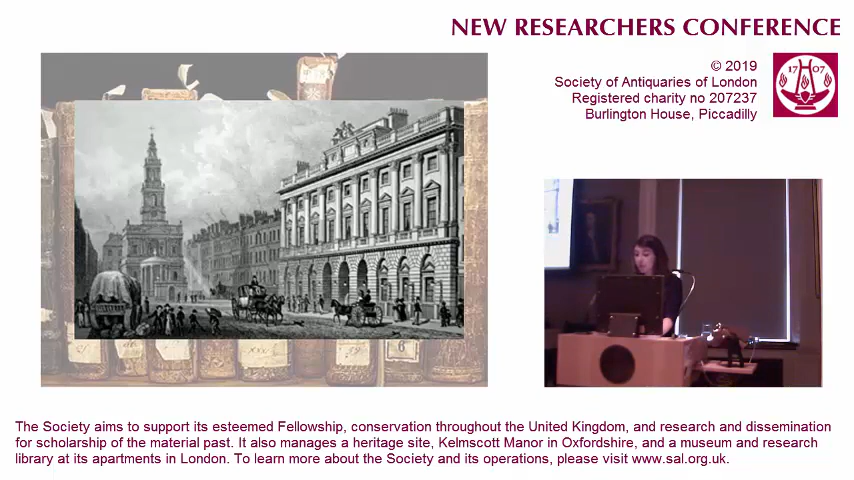 NEW RESEARCHERS CONFERENCE
© 2019
Society of Antiquaries of London
Registered charity no 207237
Burlington House, Piccadilly
17 07
The Society aims to support its esteemed Fellowship, conservation throughout the United Kingdom, and research and dissemination
for scholarship of the material past. It also manages a heritage site, Kelmscott Manor in Oxfordshire, and a museum and research
library at its apartments in London. To learn more about the Society and its operations, please visit www.sal.org.uk.